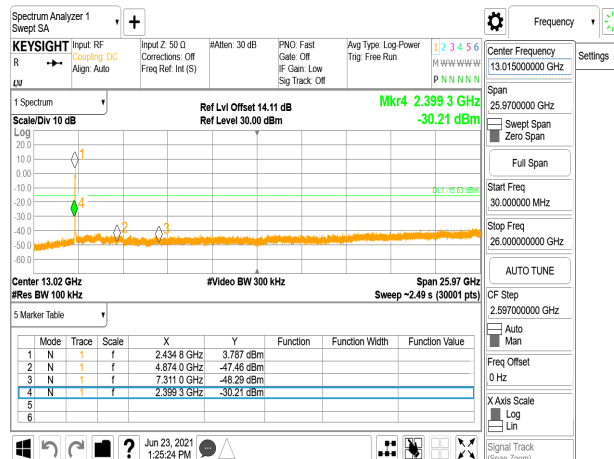 Spectrum Analyzer 1
Swept SA
Frequency
KEYSIGHT
R
LXI
Input: RF
Coupling: DC
Align: Auto
Input Z: 50 Ω
Corrections: Off
Freq Ref: Int (S)
#Atten: 30 dB
PNO: Fast
Gate: Off
IF Gain: Low
Sig Track: Off
Avg Type: Log-Power
Trig: Free Run
1 2 3 4 5 6
M W W W W W
P N N N N N
1 Spectrum
Scale/Div 10 dB
Ref Lvl Offset 14.11 dB
Ref Level 30.00 dBm
Mkr4 2.399 3 GHz
-30.21 dBm
Log
20.0
10.0
0.00
-10.0
-20.0
-30.0
-40.0
-50.0
-60.0
1
4
2
3
DL1 -15.63 dBm
Center 13.02 GHz
#Res BW 100 kHz
#Video BW 300 kHz
Span 25.97 GHz
Sweep ~2.49 s (30001 pts)
5 Marker Table
Mode Trace Scale X Y Function Function Width Function Value
1 N 1 f 2.434 8 GHz 3.787 dBm
2 N 1 f 4.874 0 GHz -47.46 dBm
3 N 1 f 7.311 0 GHz -48.29 dBm
4 N 1 f 2.399 3 GHz -30.21 dBm
5
6
?
Jun 23, 2021
1:25:24 PM
Center Frequency
13.015000000 GHz
Settings
Span
25.9700000 GHz
Swept Span
Zero Span
Full Span
Start Freq
30.000000 MHz
Stop Freq
26.000000000 GHz
AUTO TUNE
CF Step
2.597000000 GHz
Auto
Man
Freq Offset
0 Hz
X Axis Scale
Log
Lin
Signal Track
(Span Zoom)